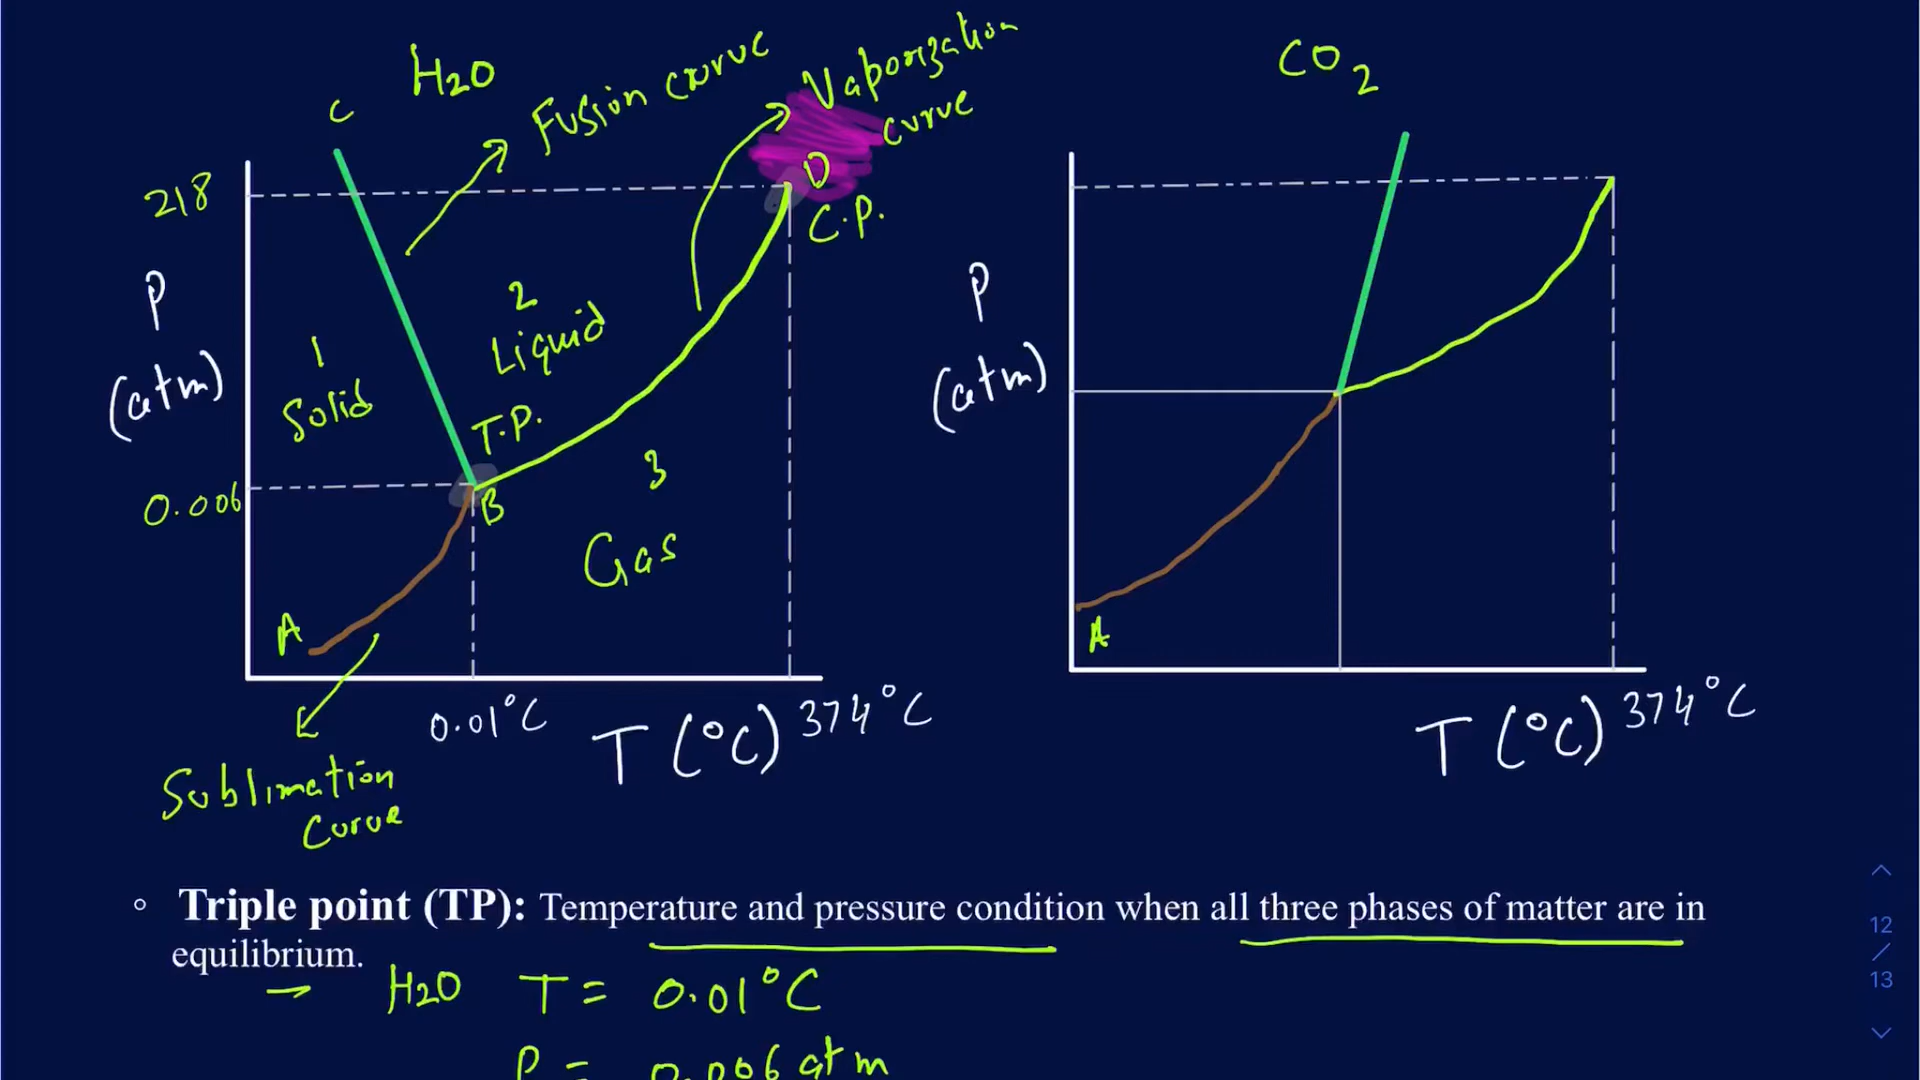 H2O
C
Fusion curve
Vaporization
curve
218
D
C.P.
P
(atm)
1
Solid
2
Liquid
T.P.
B
0.006
3
Gas
A
0.01°C
T (°C)
374°C
Sublimation
curve
CO2
P
(atm)
A
T (°C)
374°C
Triple point (TP): Temperature and pressure condition when all three phases of matter are in
equilibrium.
H2O T = 0.01°C
P = 0.006 atm
12
/
13